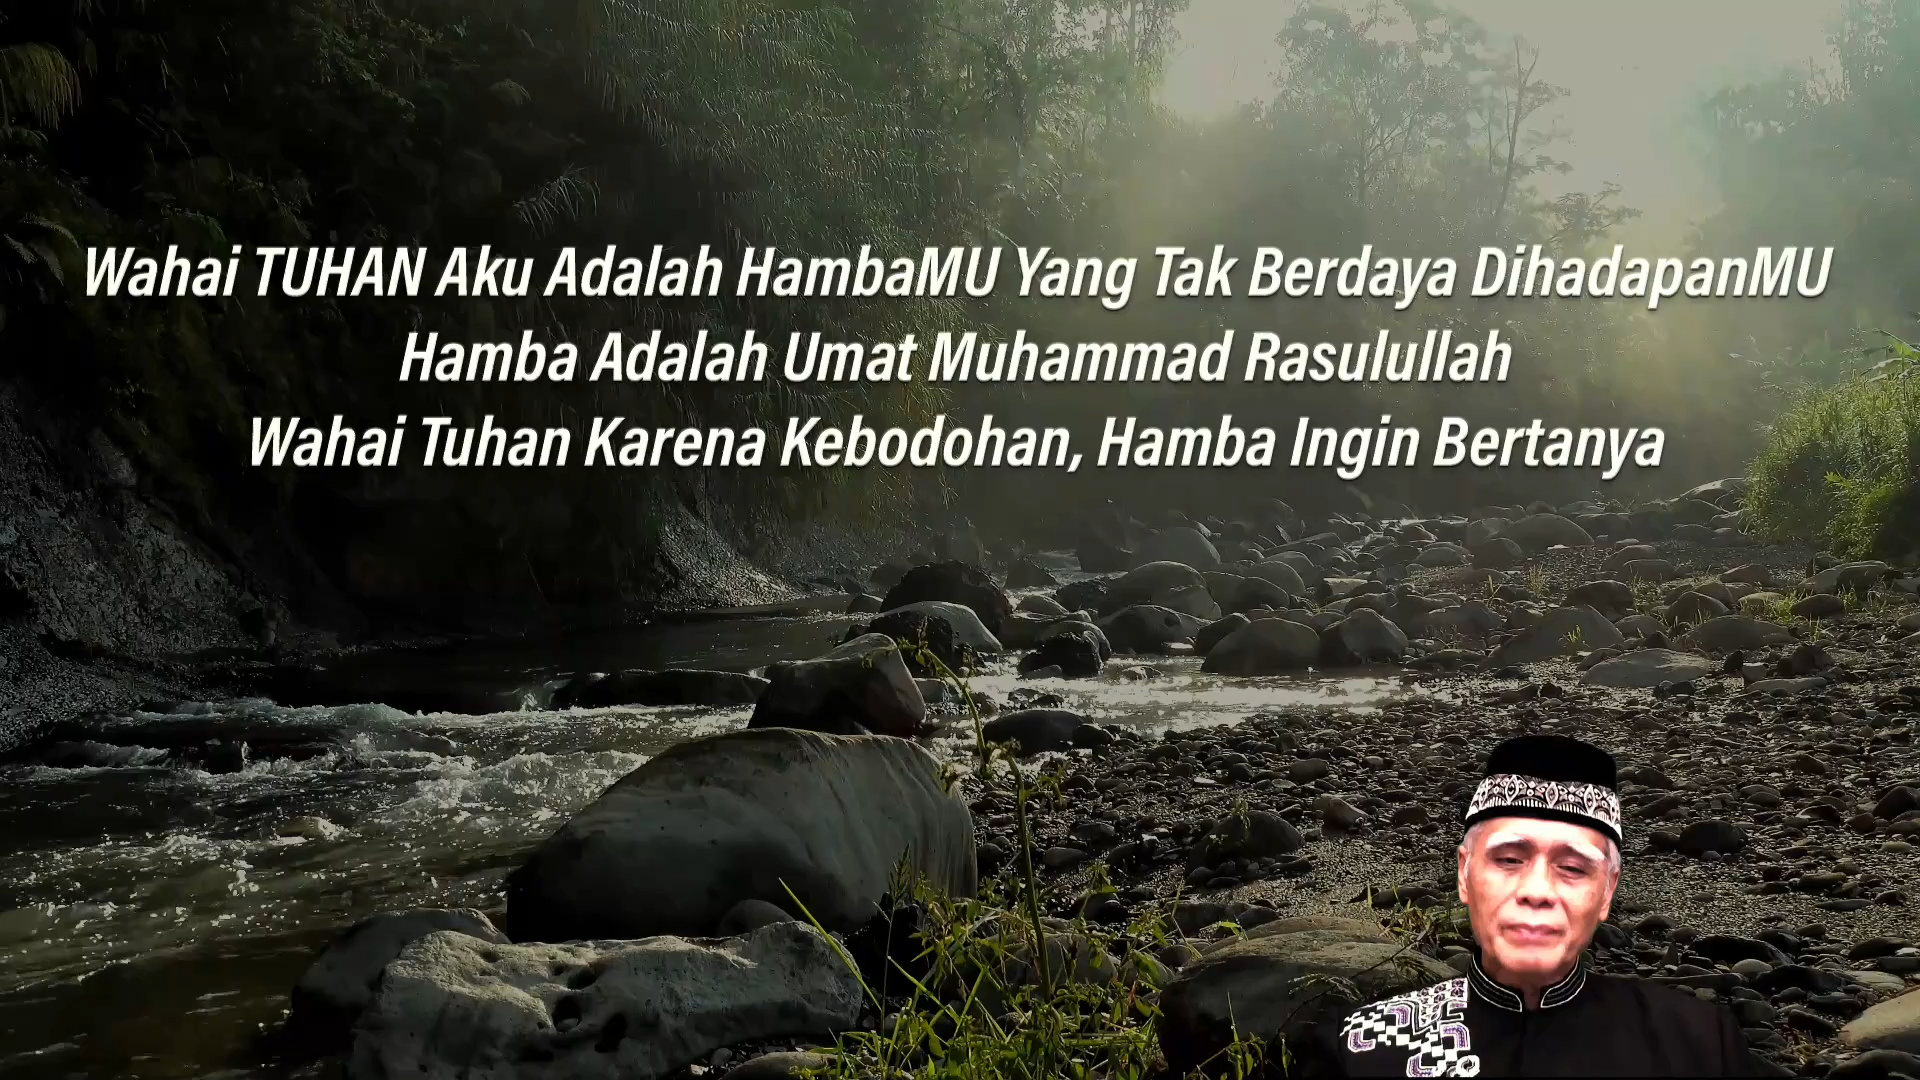 Wahai TUHAN Aku Adalah HambaMU Yang Tak Berdaya DihadapanMU
Hamba Adalah Umat Muhammad Rasulullah
Wahai Tuhan Karena Kebodohan, Hamba Ingin Bertanya